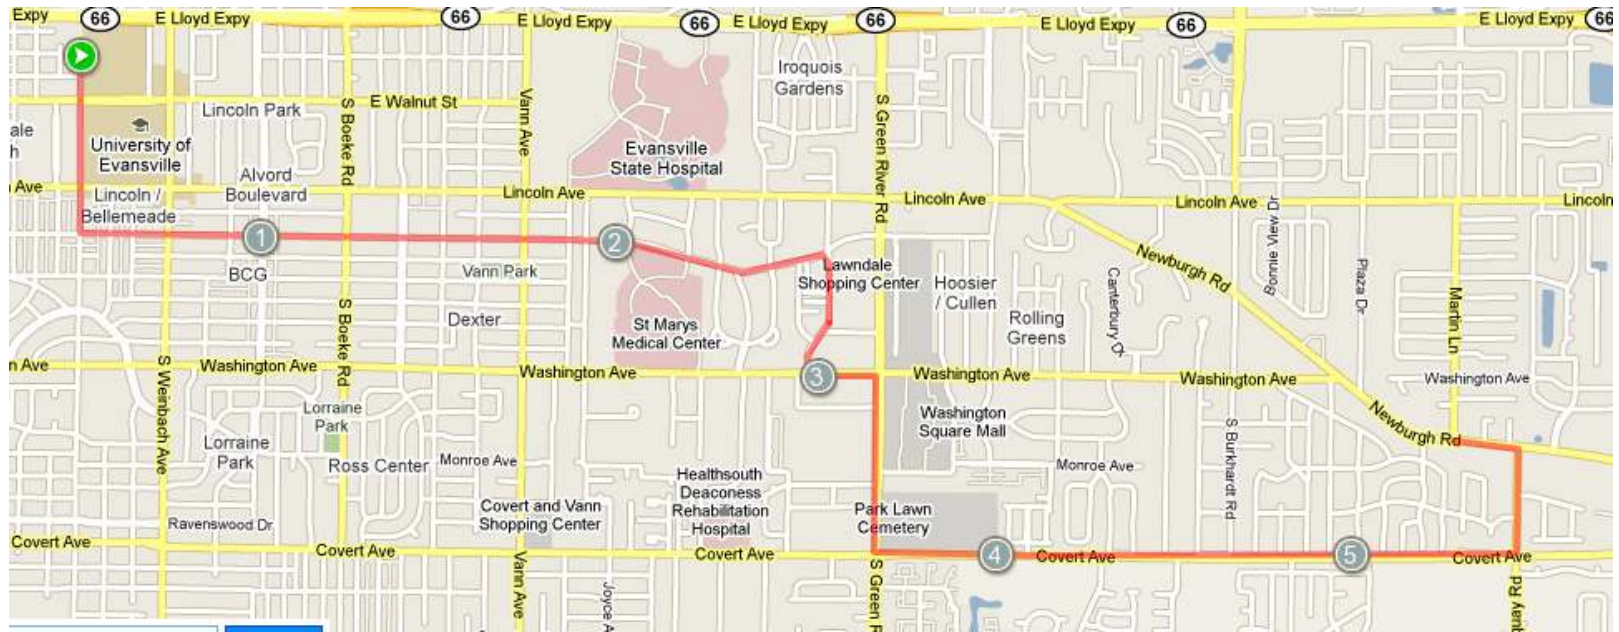 Expy
66
E Lloyd Expy
66
E Lloyd Expy
66
E Lloyd Expy
66
E Lloyd Expy
66
E Lloyd Expy
66
Iroquois
Gardens
E Walnut St
Lincoln Park
S Boeke Rd
Vann Ave
S Green River Rd
ale
h
University of
Evansville
Evansville
State Hospital
Alvord
Boulevard
n Ave
Lincoln /
Bellemeade
Lincoln Ave
Lincoln Ave
Lincoln Ave
Lincoln
Bonnie View Dr
1
2
BCG
Vann Park
Lawndale
Shopping Center
Hoosier
/ Cullen
Newburgh Rd
Canterbury
Plaza Dr
Martin Ln
S Boeke Rd
Dexter
St Marys
Medical Center
Rolling
Greens
n Ave
S Weinbach Ave
Washington Ave
Washington Ave
3
Washington Ave
Washington Ave
Washington Ave
Lorraine
Park
Washington
Square Mall
Newburgh Rd
S Burkhardt Rd
Lorraine
Park
Ross Center
Monroe Ave
Monroe Ave
Healthsouth
Deaconess
Rehabilitation
Hospital
Covert and Vann
Shopping Center
Park Lawn
Cemetery
Ravenswood Dr
Covert Ave
Covert Ave
Covert Ave
4
Covert Ave
5
Covert Ave
Vann Ave
Joyce A
S Green R
Rd